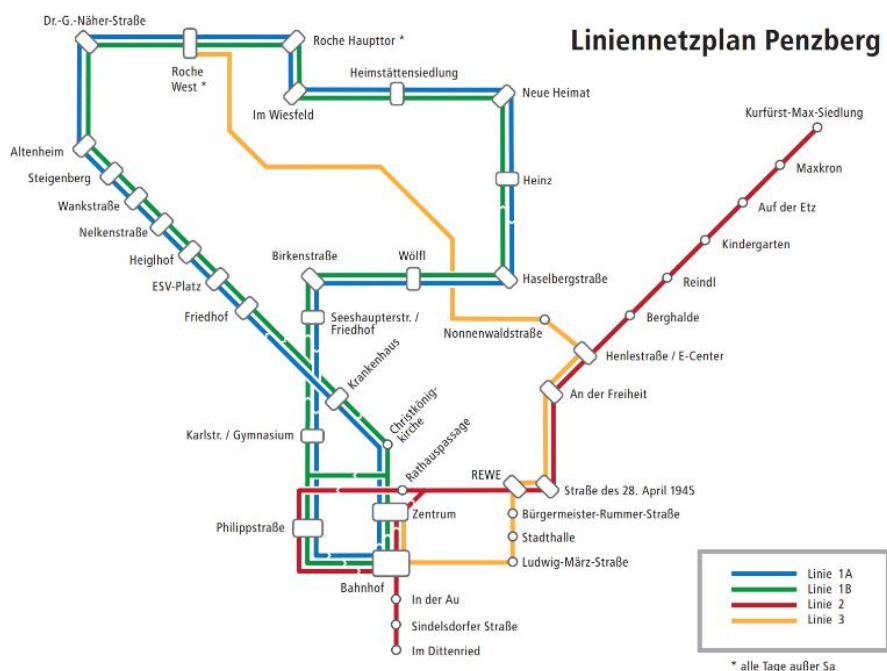 Liniennetzplan Penzberg
Dr.-G.-Näher-Straße
Roche
West *
Roche Haupttor *
Im Wiesfeld
Heimstättensiedlung
Neue Heimat
Kurfürst-Max-Siedlung
Altenheim
Steigenberg
Wankstraße
Nelkenstraße
Heiglhof
ESV-Platz
Friedhof
Heinz
Maxkron
Auf der Etz
Kindergarten
Reindl
Berghalde
Birkenstraße
Wölfl
Haselbergstraße
Seeshaupterstr. /
Friedhof
Nonnenwaldstraße
Henlestraße / E-Center
An der Freiheit
Krankenhaus
Christkönig-
kirche
Karlstr. / Gymnasium
Rathauspassage
REWE
Straße des 28. April 1945
Zentrum
Bürgermeister-Rummer-Straße
Philippstraße
Stadthalle
Ludwig-März-Straße
Bahnhof
In der Au
Sindelsdorfer Straße
Im Dittenried
Linie 1A
Linie 1B
Linie 2
Linie 3
* alle Tage außer Sa